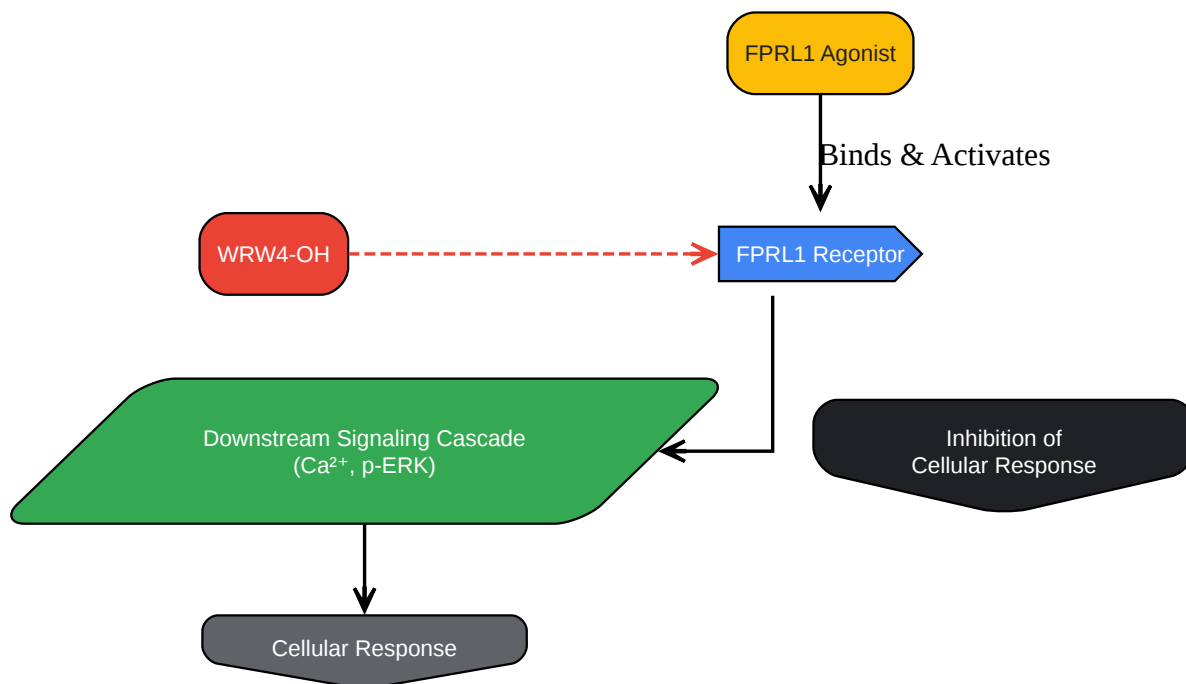 FPRL1 Agonist
Binds & Activates
WRW4-OH
FPRL1 Receptor
Downstream Signaling Cascade
(Ca²⁺, p-ERK)
Inhibition of
Cellular Response
Cellular Response